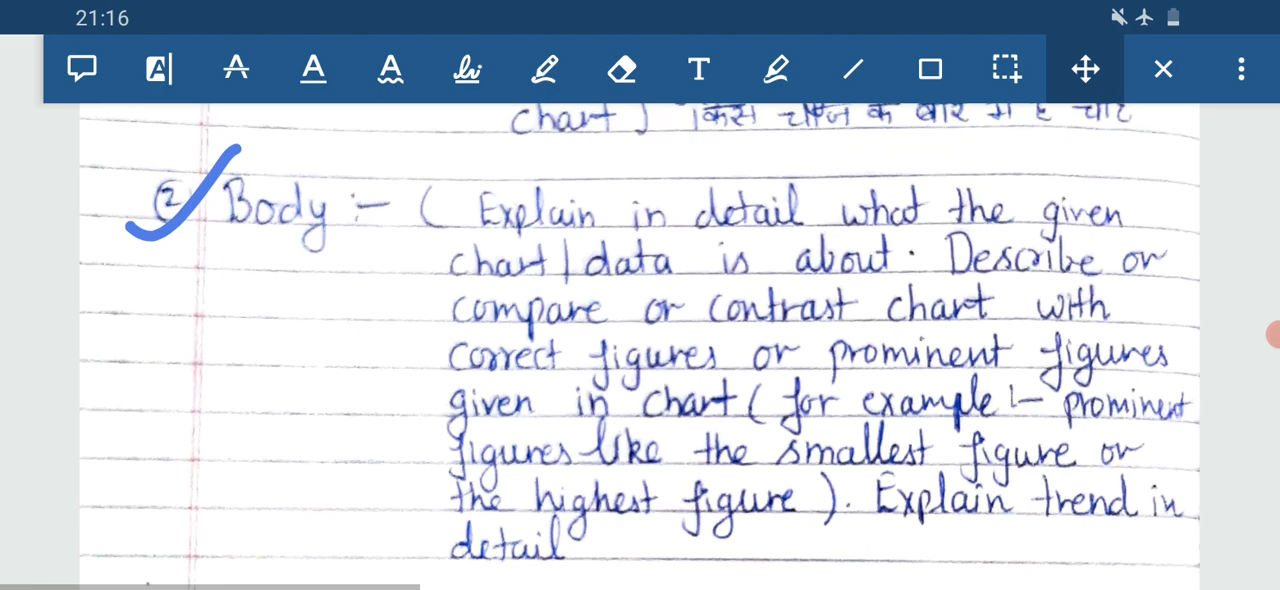 21:16
A
A
A
A
T
chart) किस चीज के बारे में है चार्ट
② Body :- ( Explain in detail what the given
chart/data is about. Describe or
compare or contrast chart with
correct figures or prominent figures
given in chart ( for example :- prominent
figures like the smallest figure or
the highest figure ). Explain trend in
detail